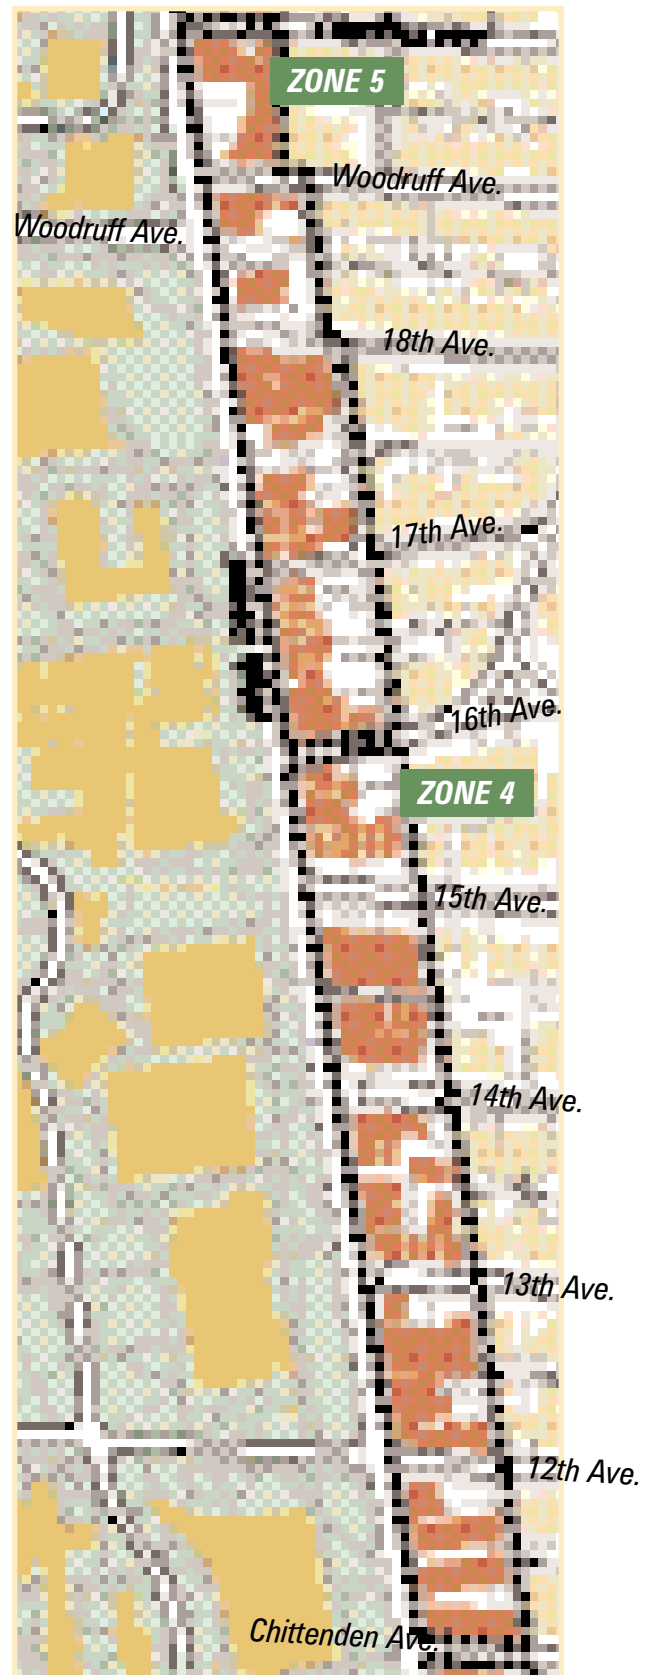 ZONE 5
Woodruff Ave.
Woodruff Ave.
18th Ave.
17th Ave.
16th Ave.
ZONE 4
15th Ave.
14th Ave.
13th Ave.
12th Ave.
Chittenden Ave.